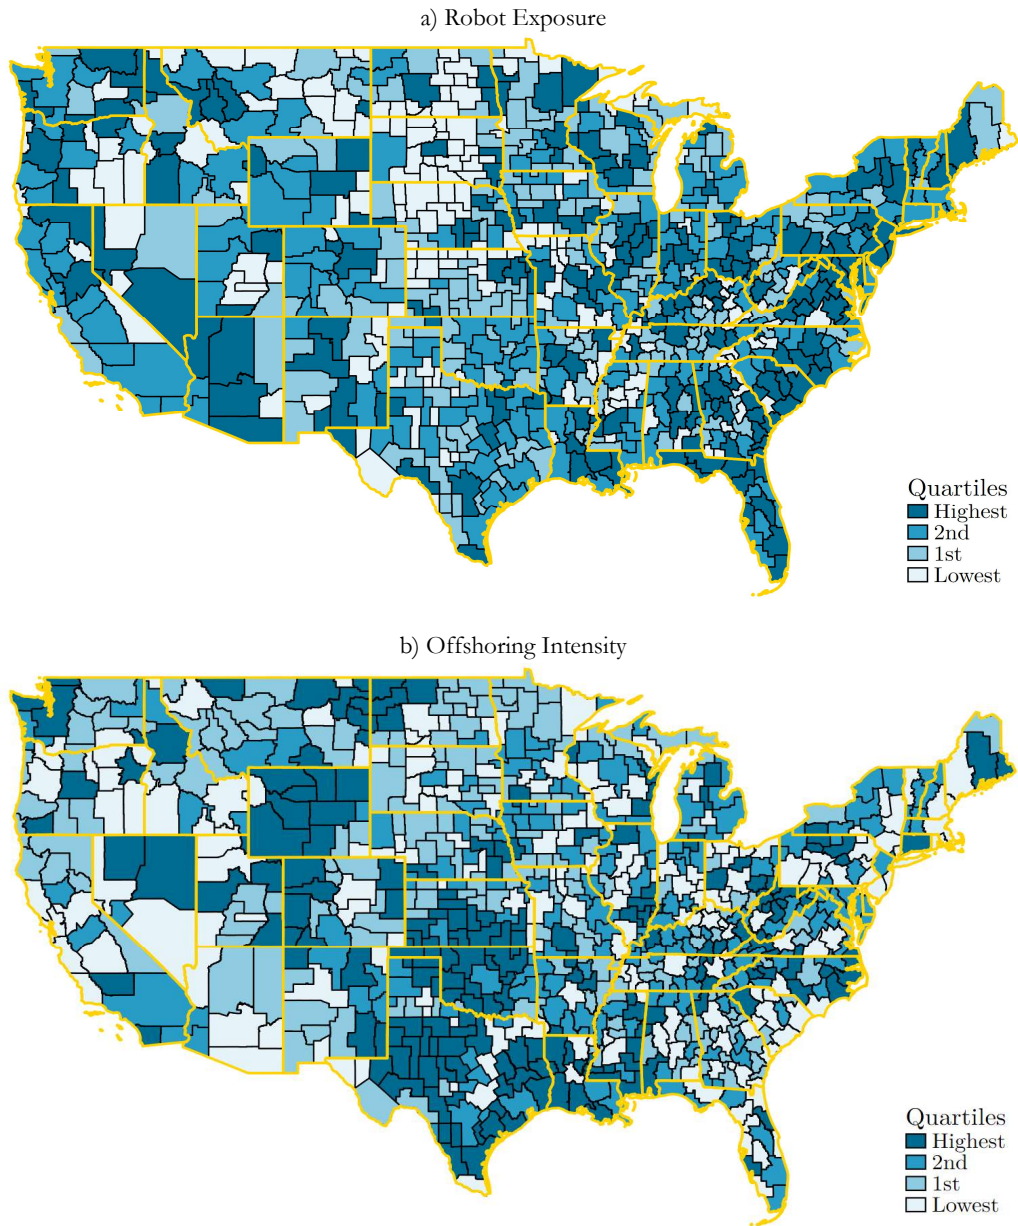 a) Robot Exposure
Quartiles
Highest
2nd
1st
Lowest
b) Offshoring Intensity
Quartiles
Highest
2nd
1st
Lowest